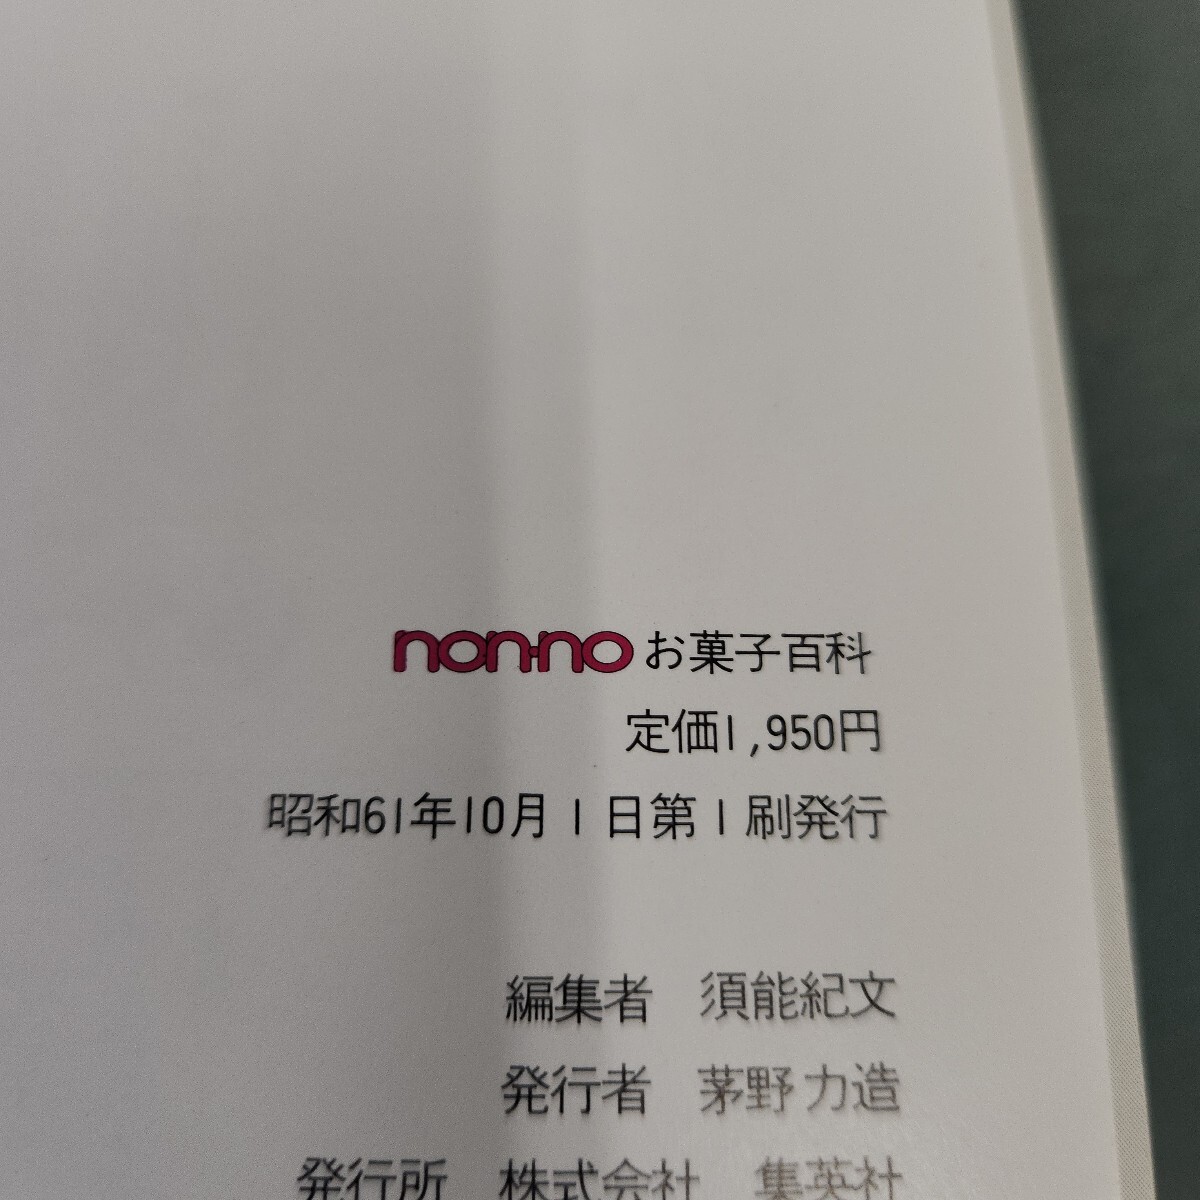 non・no お菓子百科
定価1,950円
昭和61年10月1日第1刷発行
編集者　須能紀文
発行者　茅野力造
発行所　株式会社　集英社